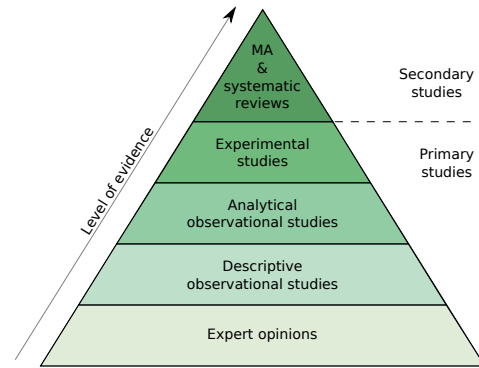 MA
&
systematic
reviews
Secondary
studies
Experimental
studies
Primary
studies
Analytical
observational studies
Descriptive
observational studies
Expert opinions
Level of evidence